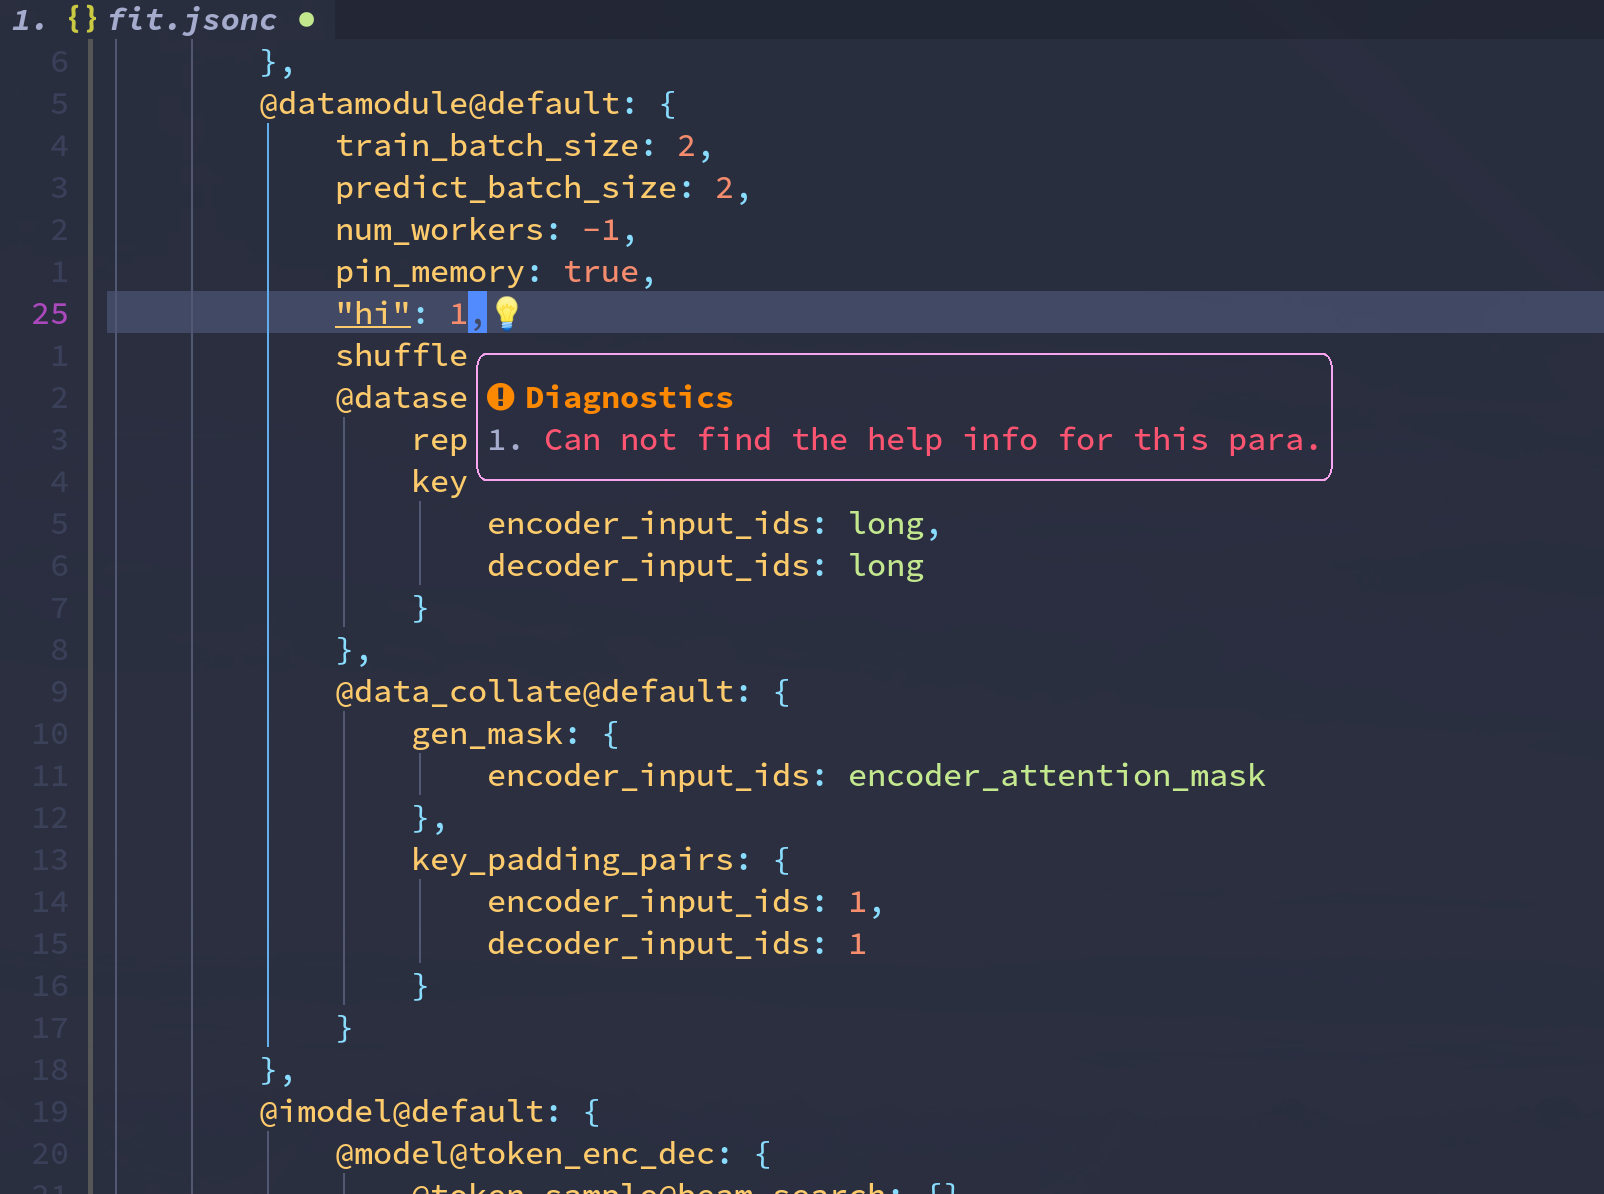 1. {} fit.jsonc ●
6 },
5 @datamodule@default: {
4 train_batch_size: 2,
3 predict_batch_size: 2,
2 num_workers: -1,
1 pin_memory: true,
25 "hi": 1,
1 shuffle
2 @datase Diagnostics
3 rep 1. Can not find the help info for this para.
4 key
5 encoder_input_ids: long,
6 decoder_input_ids: long
7 }
8 },
9 @data_collate@default: {
10 gen_mask: {
11 encoder_input_ids: encoder_attention_mask
12 },
13 key_padding_pairs: {
14 encoder_input_ids: 1,
15 decoder_input_ids: 1
16 }
17 }
18 },
19 @imodel@default: {
20 @model@token_enc_dec: {
21 @token_sample@beam_search: {}